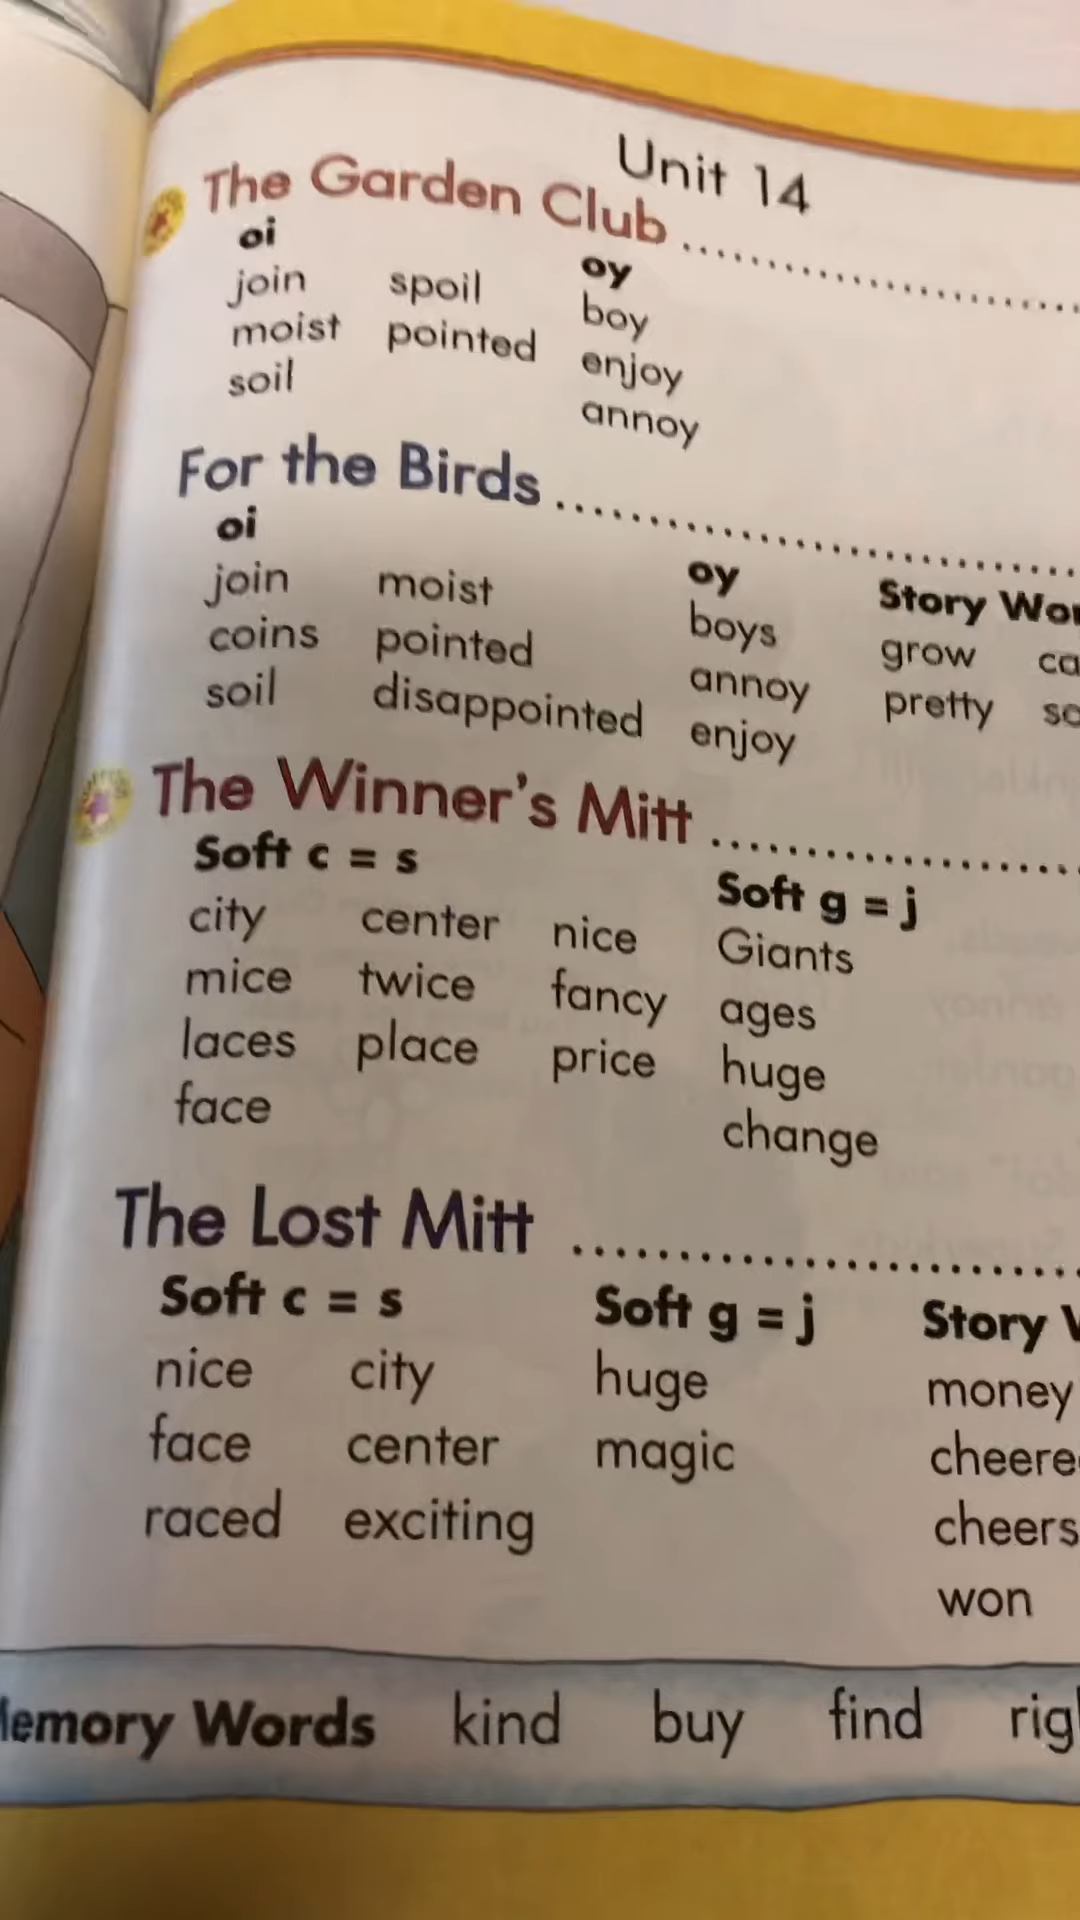 Unit 14
The Garden Club ..............
oi oy
join spoil boy
moist pointed enjoy
soil annoy
For the Birds ....................
oi oy Story
join moist boys grow
coins pointed annoy pretty
soil disappointed enjoy
The Winner's Mitt ..............
Soft c = s Soft g = j
city center nice Giants
mice twice fancy ages
laces place price huge
face change
The Lost Mitt ....................
Soft c = s Soft g = j Story
nice city huge money
face center magic
raced exciting cheers
won
Words kind buy find